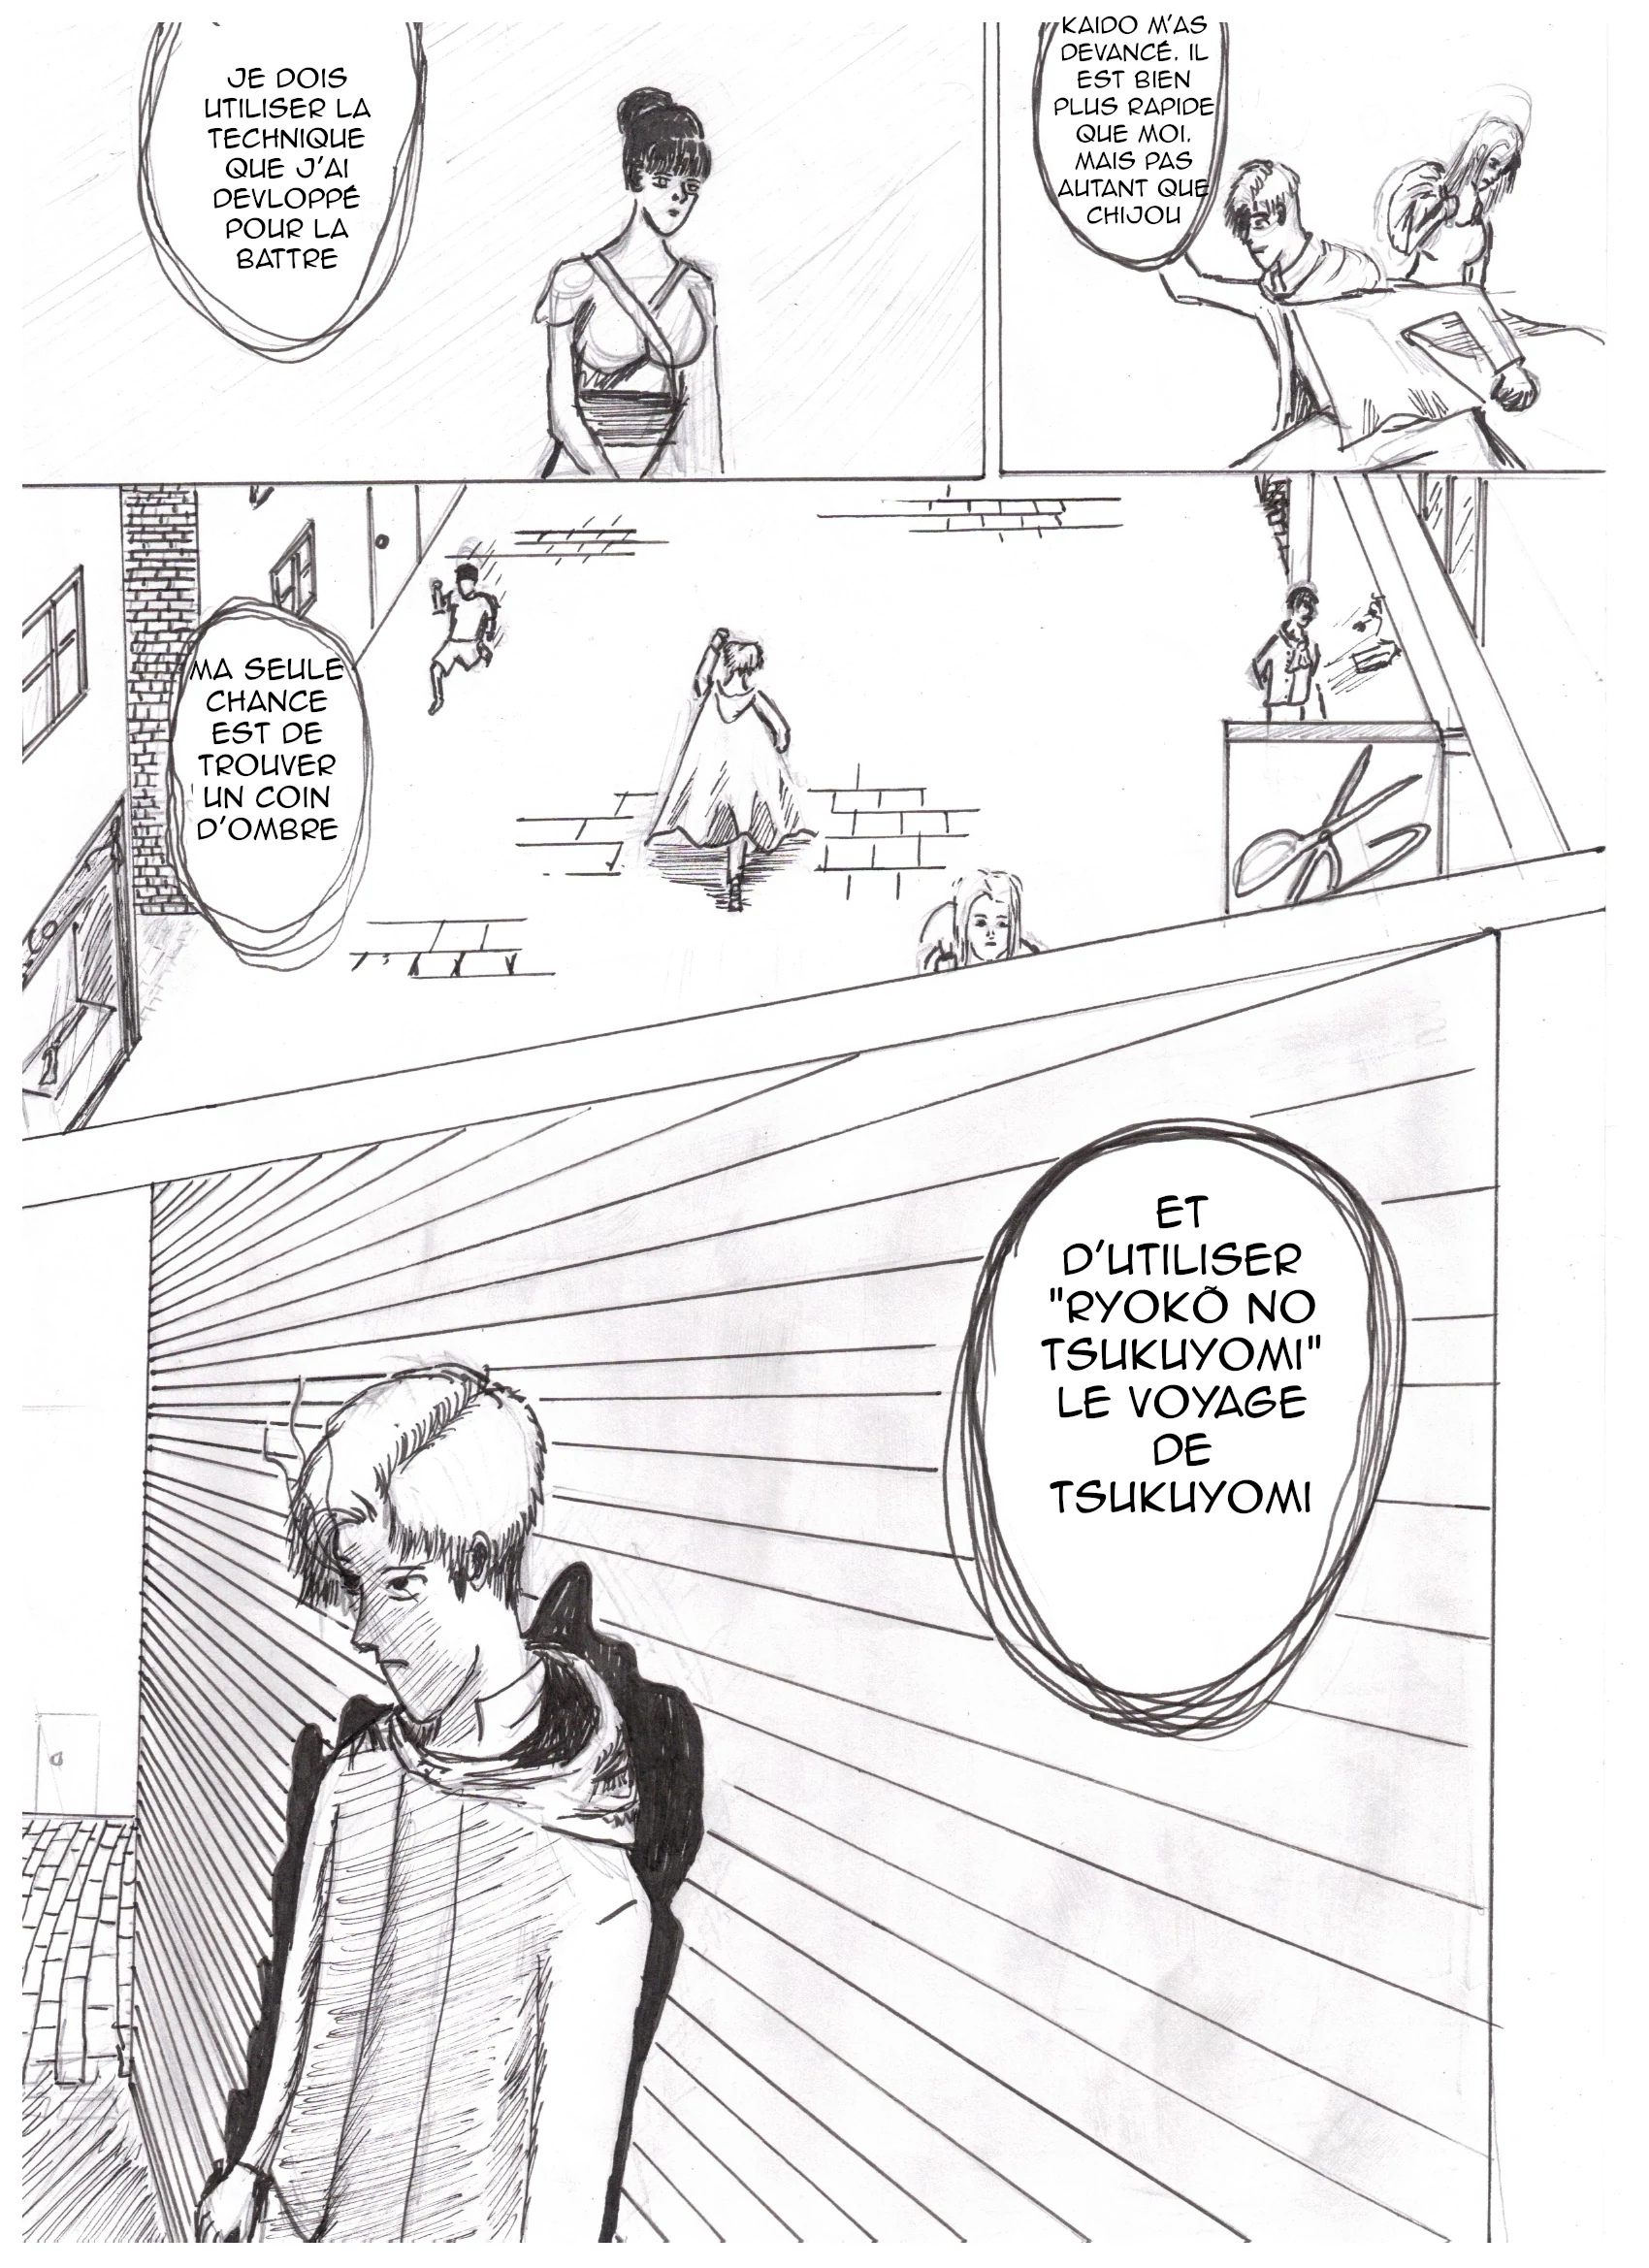 KAIDO M'AS
DEVANCÉ. IL
EST BIEN
PLUS RAPIDE
QUE MOI.
MAIS PAS
AUTANT QUE
CHIJOU
JE DOIS
UTILISER LA
TECHNIQUE
QUE J'AI
DEVLOPPÉ
POUR LA
BATTRE
MA SEULE
CHANCE
EST DE
TROUVER
UN COIN
D'OMBRE
ET
D'UTILISER
"RYOKÕ NO
TSUKUYOMI"
LE VOYAGE
DE
TSUKUYOMI